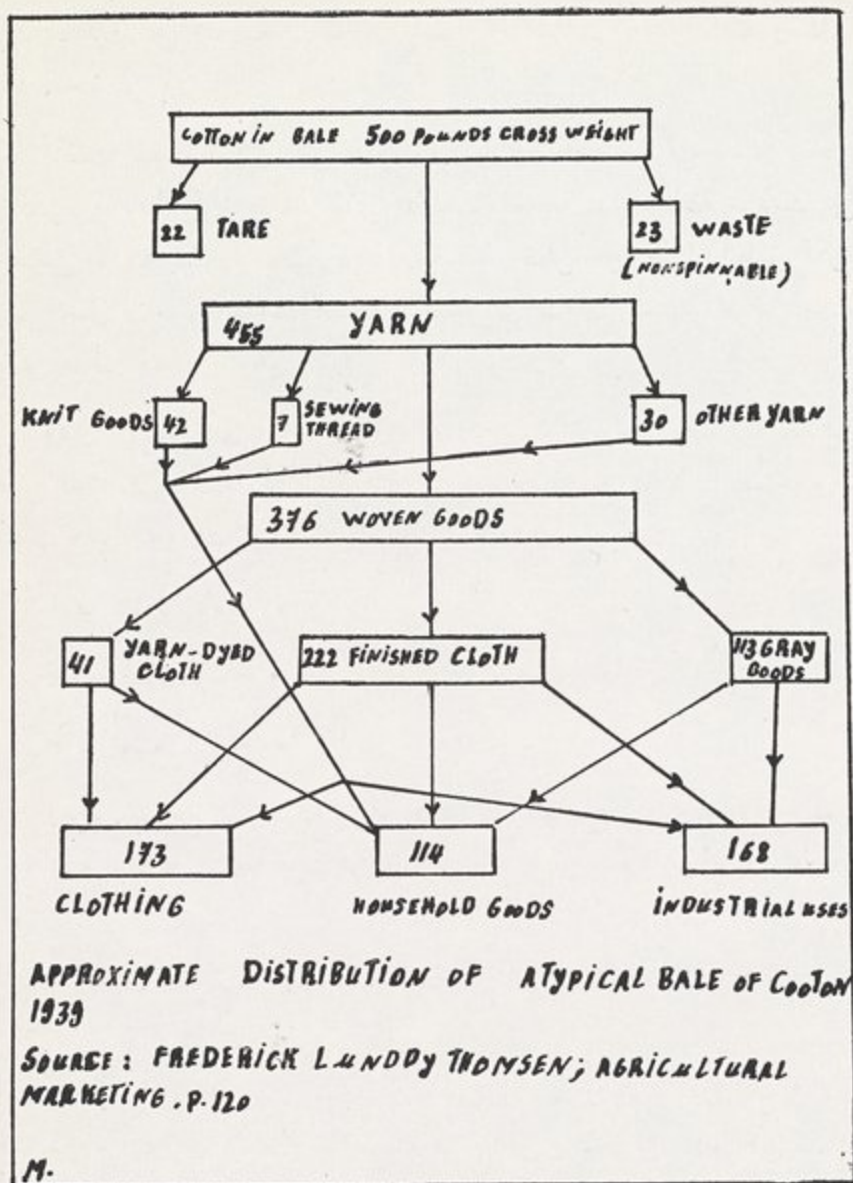 COTTON IN BALE 500 POUNDS CROSS WEIGHT
22 TARE
23 WASTE
(NONSPINNABLE)
455 YARN
KNIT GOODS 42
7 SEWING
THREAD
30 OTHER YARN
376 WOVEN GOODS
41 YARN-DYED
CLOTH
222 FINISHED CLOTH
113 GRAY
GOODS
173
114
168
CLOTHING
HOUSEHOLD GOODS
INDUSTRIAL USES
APPROXIMATE DISTRIBUTION OF ATYPICAL BALE OF COOTON
1939
SOURCE: FREDERICK LUNDDY THOMSEN; AGRICULTURAL
MARKETING. P. 120
M.